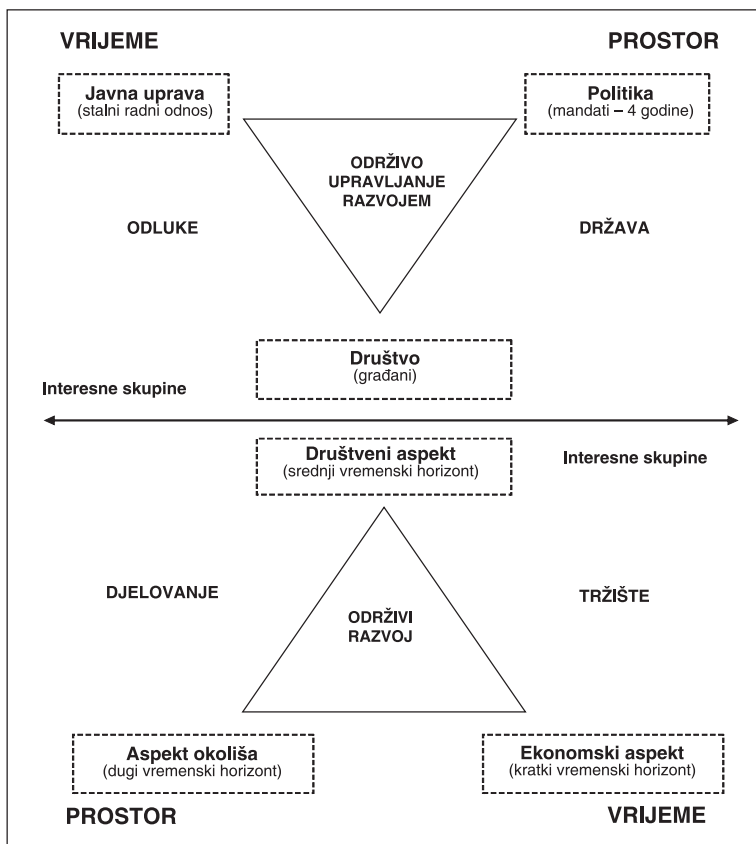 VRIJEME
PROSTOR
Javna uprava
(stalni radni odnos)
Politika
(mandati – 4 godine)
ODRŽIVO
UPRAVLJANJE
RAZVOJEM
ODLUKE
DRŽAVA
Društvo
(građani)
Interesne skupine
Društveni aspekt
(srednji vremenski horizont)
Interesne skupine
DJELOVANJE
TRŽIŠTE
ODRŽIVI
RAZVOJ
Aspekt okoliša
(dugi vremenski horizont)
Ekonomski aspekt
(kratki vremenski horizont)
PROSTOR
VRIJEME